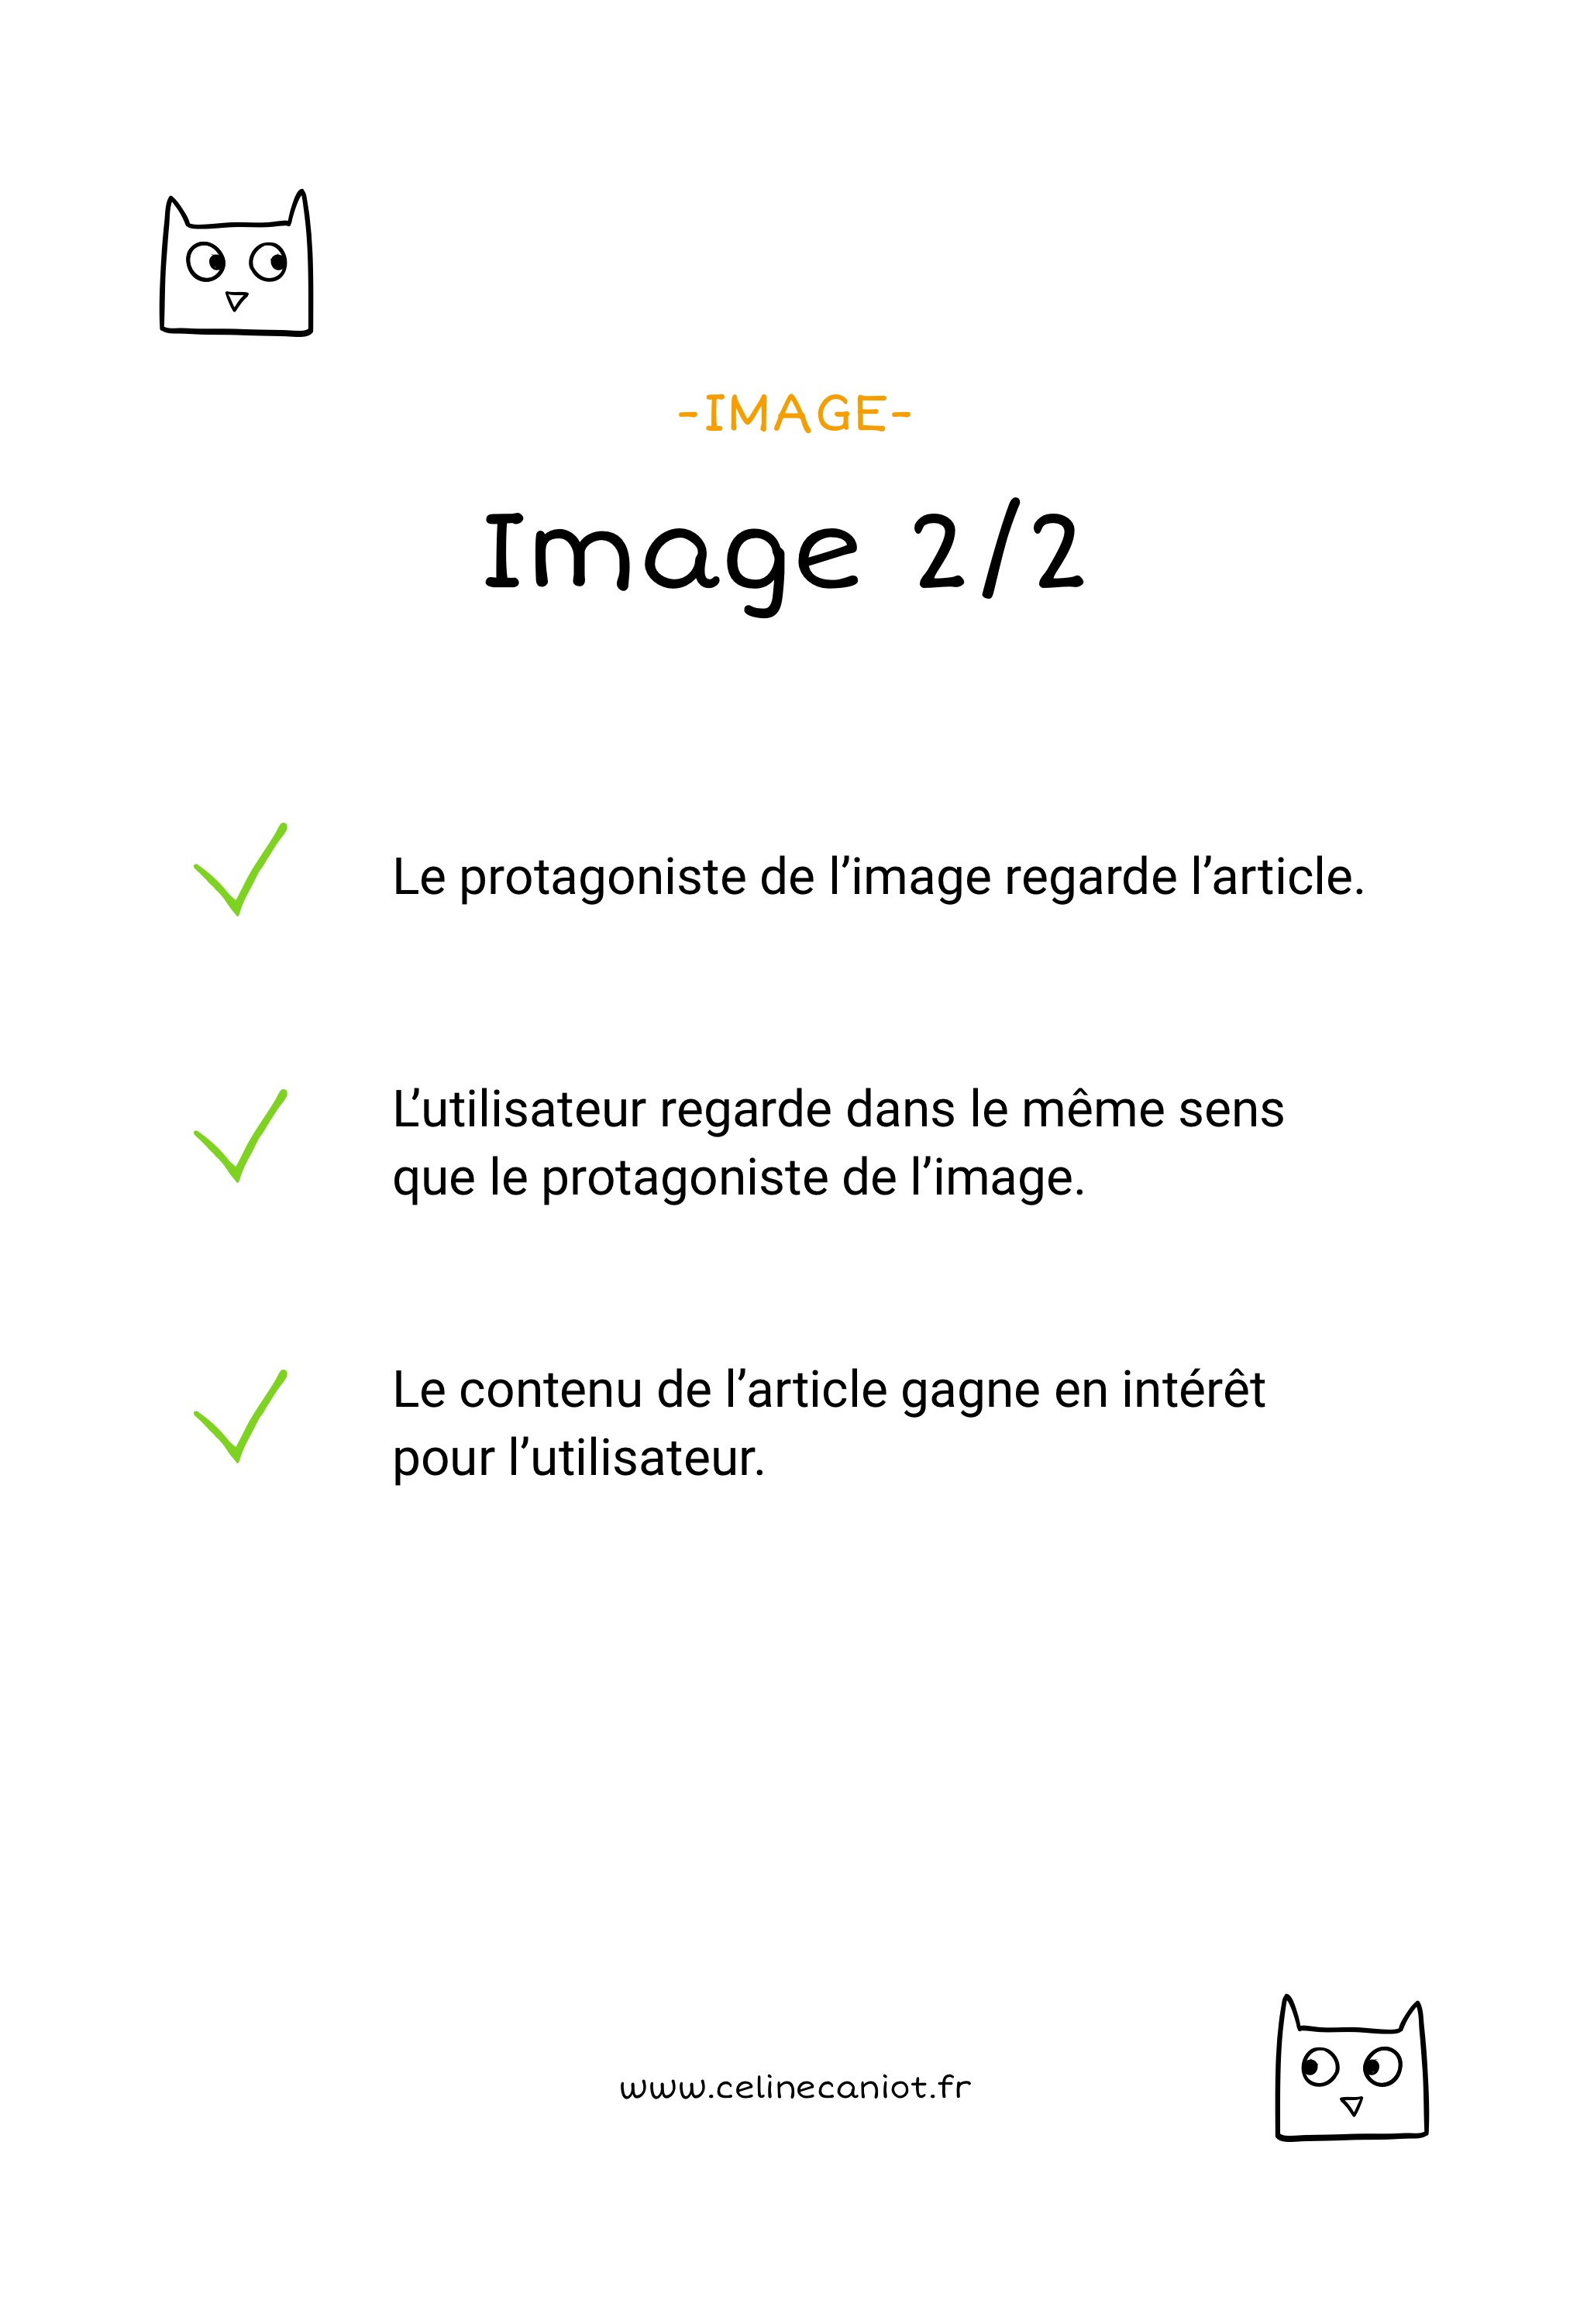 -IMAGE-
Image 2/2
Le protagoniste de l’image regarde l’article.
L’utilisateur regarde dans le même sens
que le protagoniste de l’image.
Le contenu de l’article gagne en intérêt
pour l’utilisateur.
www.celinecaniot.fr